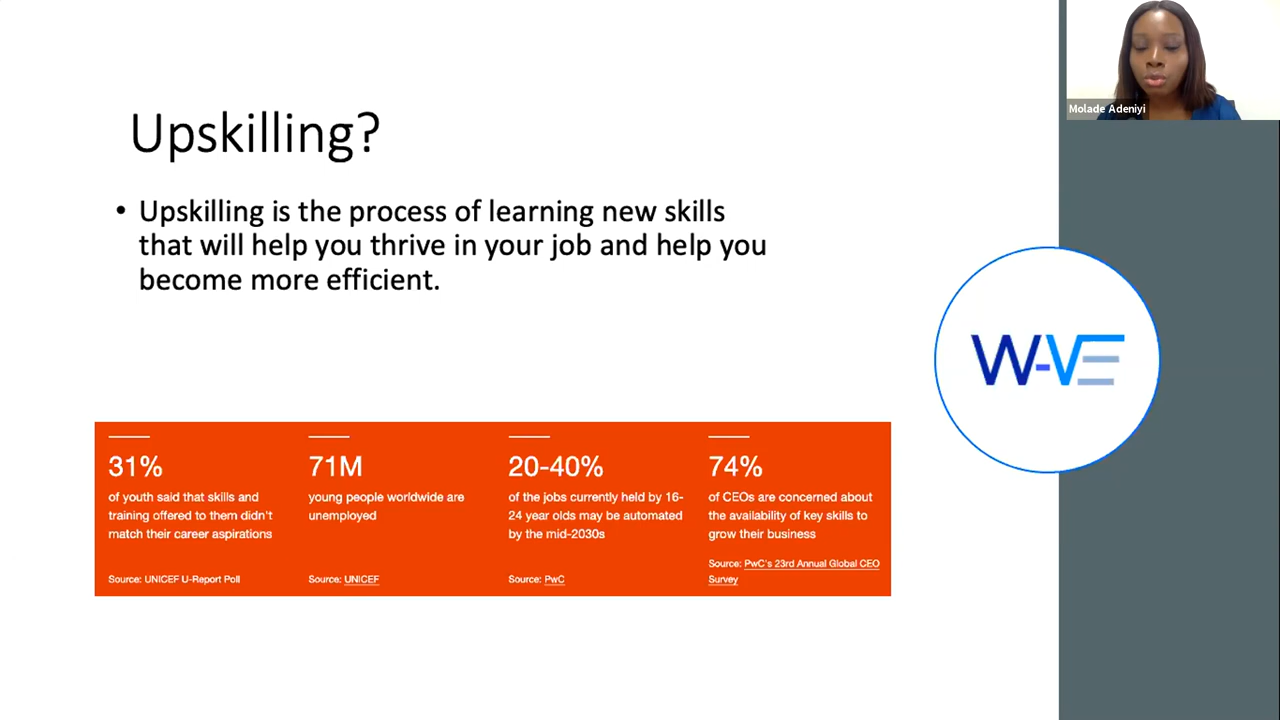 Molade Adeniyi
Upskilling?
• Upskilling is the process of learning new skills
that will help you thrive in your job and help you
become more efficient.
W-VE
31%
of youth said that skills and
training offered to them didn't
match their career aspirations
Source: UNICEF U-Report Poll
71M
young people worldwide are
unemployed
Source: UNICEF
20-40%
of the jobs currently held by 16-
24 year olds may be automated
by the mid-2030s
Source: PwC
74%
of CEOs are concerned about
the availability of key skills to
grow their business
Source: PwC's 23rd Annual Global CEO
Survey